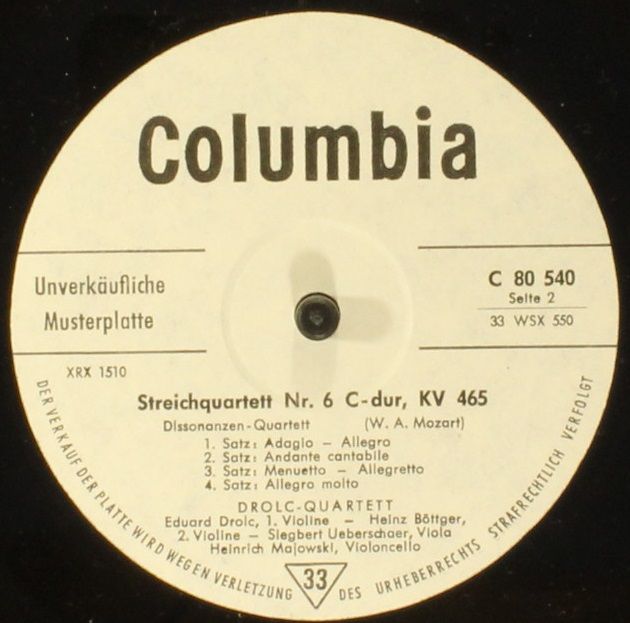 Columbia
Unverkäufliche
Musterplatte
C 80 540
Seite 2
33 WSX 550
XRX 1510
Streichquartett Nr. 6 C-dur, KV 465
Dissonanzen-Quartett (W. A. Mozart)
1. Satz: Adagio – Allegro
2. Satz: Andante cantabile
3. Satz: Menuetto – Allegretto
4. Satz: Allegro molto
DROLC-QUARTETT
Eduard Drolc, 1. Violine – Heinz Böttger,
2. Violine – Siegbert Ueberschaer, Viola
Heinrich Majowski, Violoncello
33
DER VERKAUF DER PLATTE WIRD WEGEN VERLETZUNG DES URHEBERRECHTS STRAFRECHTLICH VERFOLGT